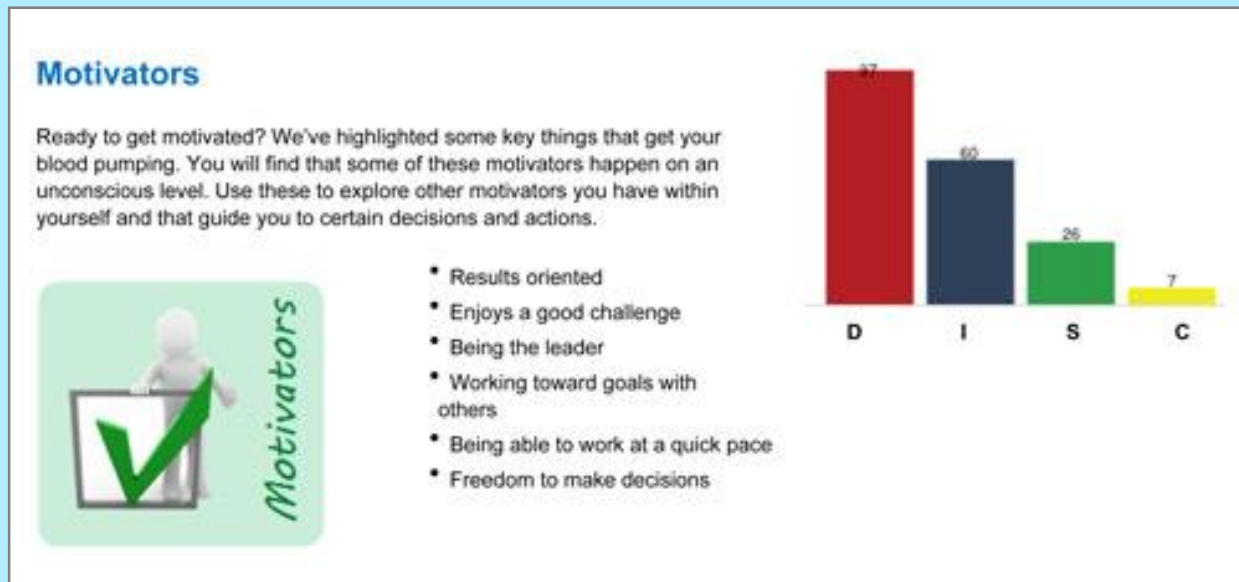 Motivators
Ready to get motivated? We've highlighted some key things that get your
blood pumping. You will find that some of these motivators happen on an
unconscious level. Use these to explore other motivators you have within
yourself and that guide you to certain decisions and actions.
Motivators
• Results oriented
• Enjoys a good challenge
• Being the leader
• Working toward goals with
others
• Being able to work at a quick pace
• Freedom to make decisions
97
60
26
7
D I S C